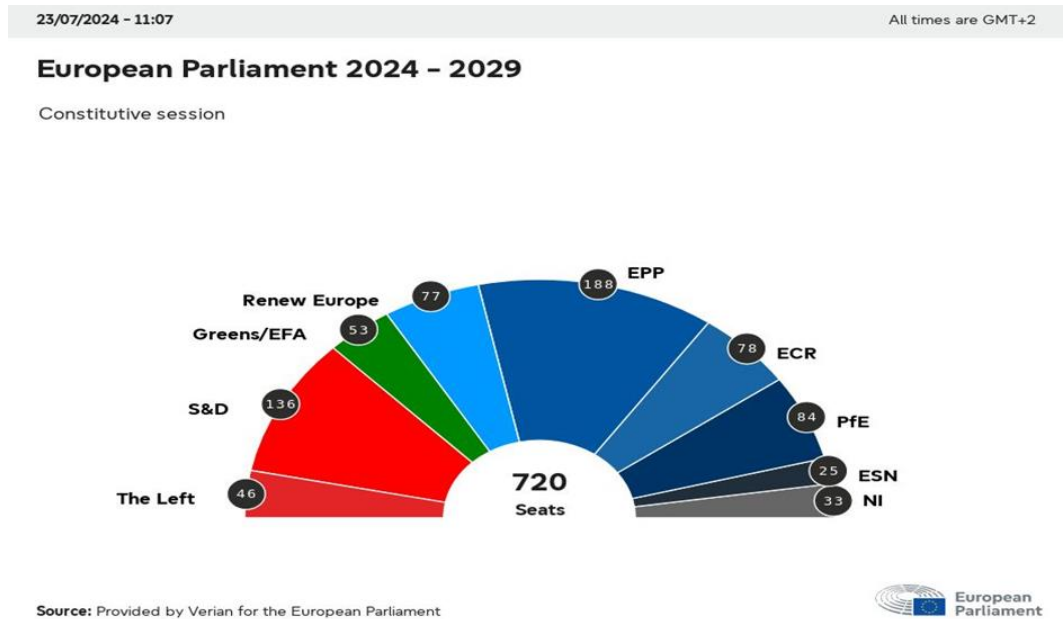 23/07/2024 – 11:07
All times are GMT+2
European Parliament 2024 – 2029
Constitutive session
EPP
188
Renew Europe
77
Greens/EFA
53
78
ECR
S&D
136
84
PfE
25
ESN
The Left
46
33
NI
720
Seats
Source: Provided by Verian for the European Parliament
European
Parliament